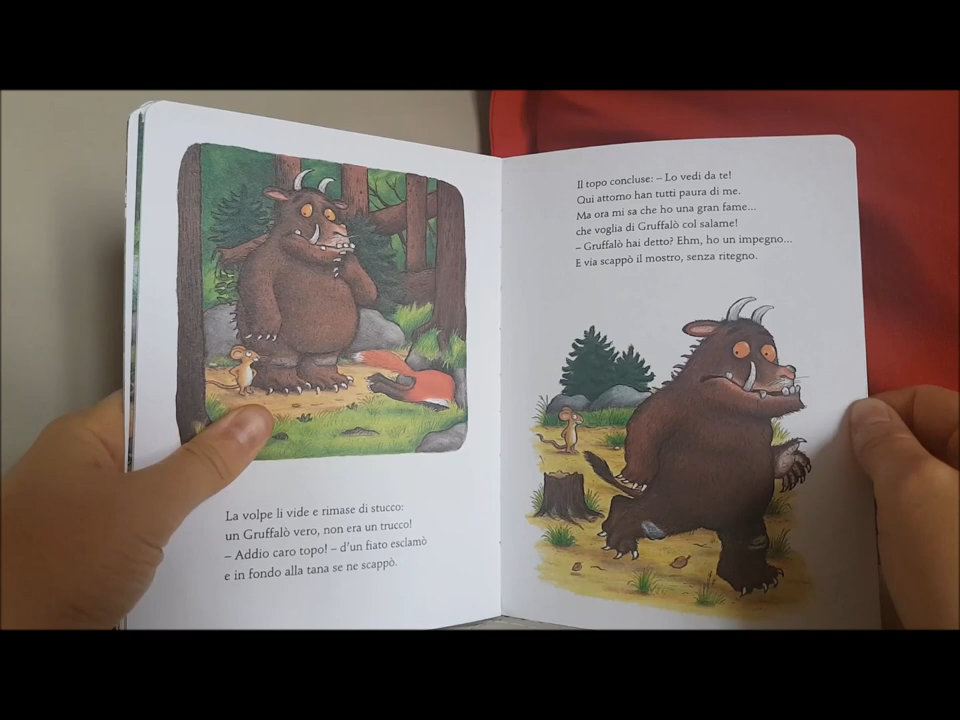 La volpe li vide e rimase di stucco:
un Gruffalò vero, non era un trucco!
– Addio caro topo! – d'un fiato esclamò
e in fondo alla tana se ne scappò.
Il topo concluse: – Lo vedi da te!
Qui attorno han tutti paura di me.
Ma ora mi sa che ho una gran fame...
che voglia di Gruffalò col salame!
– Gruffalò hai detto? Ehm, ho un impegno...
E via scappò il mostro, senza ritegno.